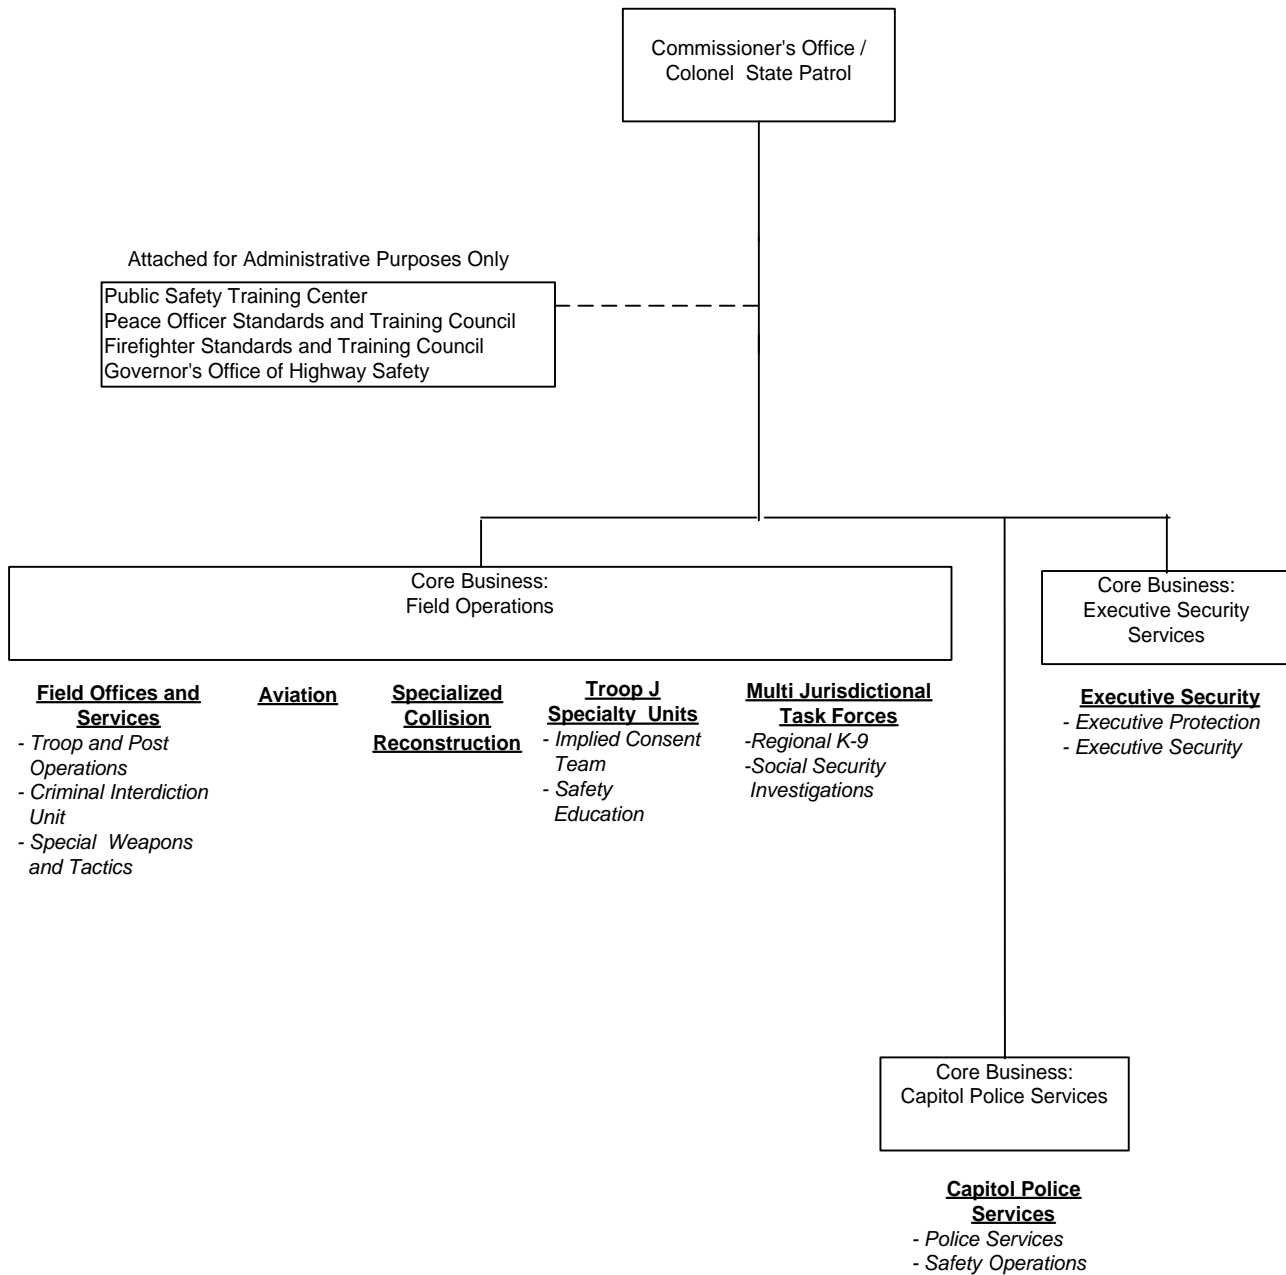 Commissioner's Office /
Colonel State Patrol
Attached for Administrative Purposes Only
Public Safety Training Center
Peace Officer Standards and Training Council
Firefighter Standards and Training Council
Governor's Office of Highway Safety
Core Business:
Field Operations
Core Business:
Executive Security
Services
Field Offices and
Services
- Troop and Post
Operations
- Criminal Interdiction
Unit
- Special Weapons
and Tactics
Aviation
Specialized
Collision
Reconstruction
Troop J
Specialty Units
- Implied Consent
Team
- Safety
Education
Multi Jurisdictional
Task Forces
-Regional K-9
-Social Security
Investigations
Executive Security
- Executive Protection
- Executive Security
Core Business:
Capitol Police Services
Capitol Police
Services
- Police Services
- Safety Operations